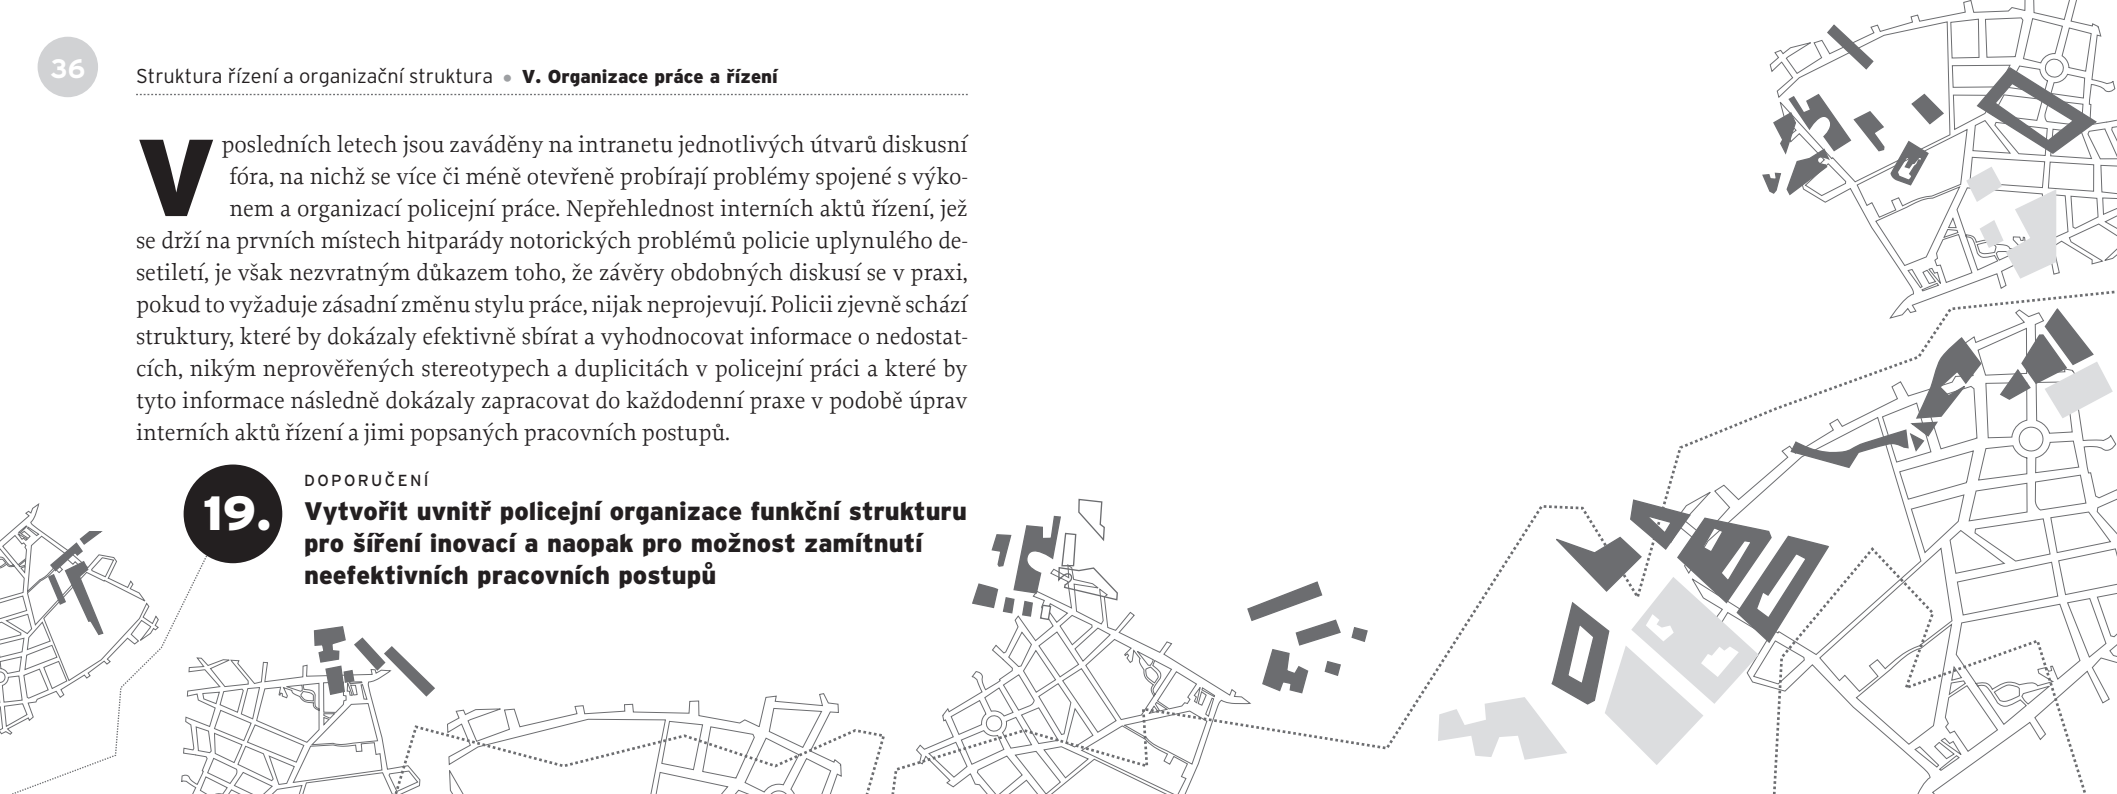 36
Struktura řízení a organizační struktura • V. Organizace práce a řízení
V posledních letech jsou zaváděny na intranetu jednotlivých útvarů diskusní
fóra, na nichž se více či méně otevřeně probírají problémy spojené s výko-
nem a organizací policejní práce. Nepřehlednost interních aktů řízení, jež
se drží na prvních místech hitparády notorických problémů policie uplynulého de-
setiletí, je však nezvratným důkazem toho, že závěry obdobných diskusí se v praxi,
pokud to vyžaduje zásadní změnu stylu práce, nijak neprojevují. Policii zjevně schází
struktury, které by dokázaly efektivně sbírat a vyhodnocovat informace o nedostat-
cích, nikým neprověřených stereotypech a duplicitách v policejní práci a které by
tyto informace následně dokázaly zapracovat do každodenní praxe v podobě úprav
interních aktů řízení a jimi popsaných pracovních postupů.
19.
DOPORUČENÍ
Vytvořit uvnitř policejní organizace funkční strukturu
pro šíření inovací a naopak pro možnost zamítnutí
neefektivních pracovních postupů